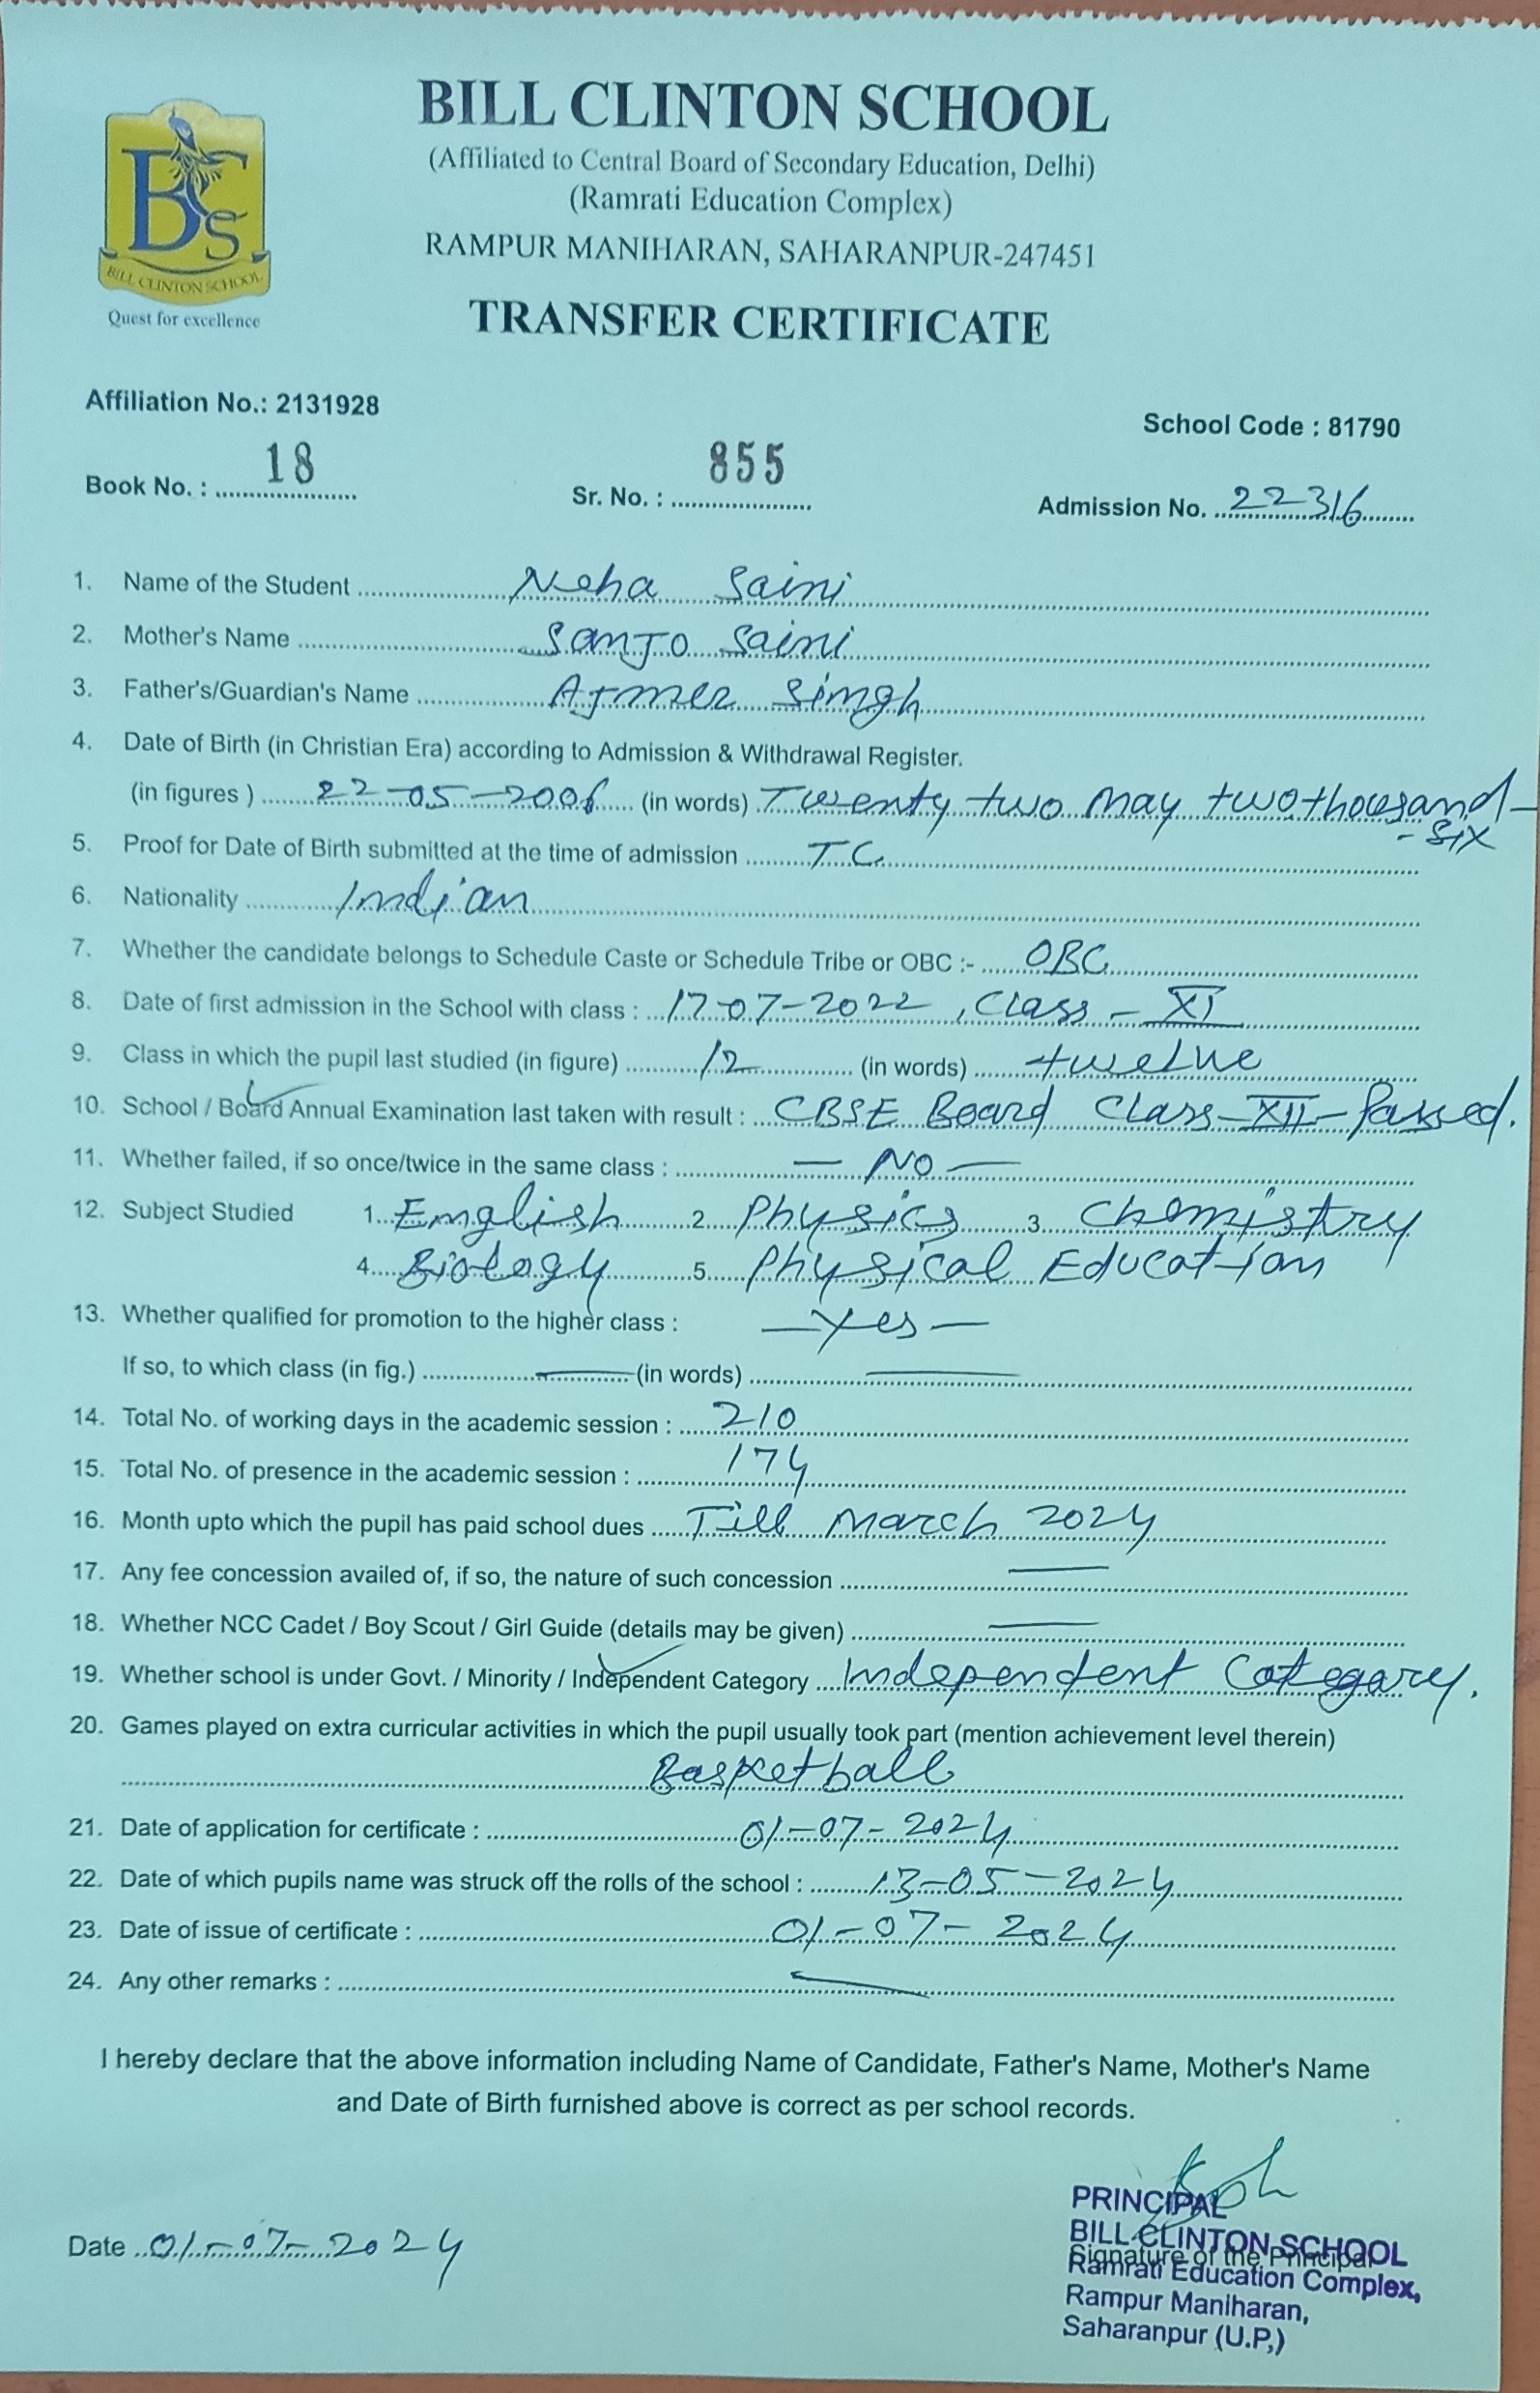 BILL CLINTON SCHOOL
(Affiliated to Central Board of Secondary Education, Delhi)
(Ramrati Education Complex)
RAMPUR MANIHARAN, SAHARANPUR-247451
BCS
BILL CLINTON SCHOOL
Quest for excellence
TRANSFER CERTIFICATE
Affiliation No.: 2131928
School Code : 81790
Book No. : 18 Sr. No. : 855 Admission No. 22316
1. Name of the Student Neha Saini
2. Mother's Name Sanjo Saini
3. Father's/Guardian's Name Ajmer Singh
4. Date of Birth (in Christian Era) according to Admission & Withdrawal Register.
(in figures ) 22-05-2006 (in words) Twenty two May two thousand-
- Six
5. Proof for Date of Birth submitted at the time of admission T.C.
6. Nationality Indian
7. Whether the candidate belongs to Schedule Caste or Schedule Tribe or OBC :- OBC
8. Date of first admission in the School with class : 17-07-2022, Class - XI
9. Class in which the pupil last studied (in figure) 12 (in words) twelve
10. School / Board Annual Examination last taken with result : CBSE Board Class-XII-Passed.
11. Whether failed, if so once/twice in the same class : — No —
12. Subject Studied 1. English 2. Physics 3. Chemistry
4. Biology 5. Physical Education
13. Whether qualified for promotion to the higher class : — Yes —
If so, to which class (in fig.) — (in words) —
14. Total No. of working days in the academic session : 210
15. Total No. of presence in the academic session : 174
16. Month upto which the pupil has paid school dues Till March 2024
17. Any fee concession availed of, if so, the nature of such concession —
18. Whether NCC Cadet / Boy Scout / Girl Guide (details may be given) —
19. Whether school is under Govt. / Minority / Independent Category Independent Category.
20. Games played on extra curricular activities in which the pupil usually took part (mention achievement level therein)
Basketball
21. Date of application for certificate : 01-07-2024
22. Date of which pupils name was struck off the rolls of the school : 13-05-2024
23. Date of issue of certificate : 01-07-2024
24. Any other remarks : —
I hereby declare that the above information including Name of Candidate, Father's Name, Mother's Name
and Date of Birth furnished above is correct as per school records.
Date 01-07-2024
PRINCIPAL
BILL CLINTON SCHOOL
Signature of the Principal
Ramrati Education Complex,
Rampur Maniharan,
Saharanpur (U.P.)